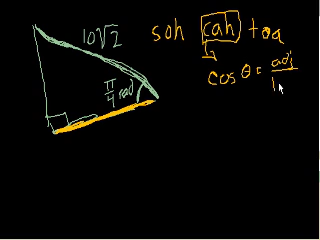 10√2 soh cah toa
π/4 rad
cos θ = adj/